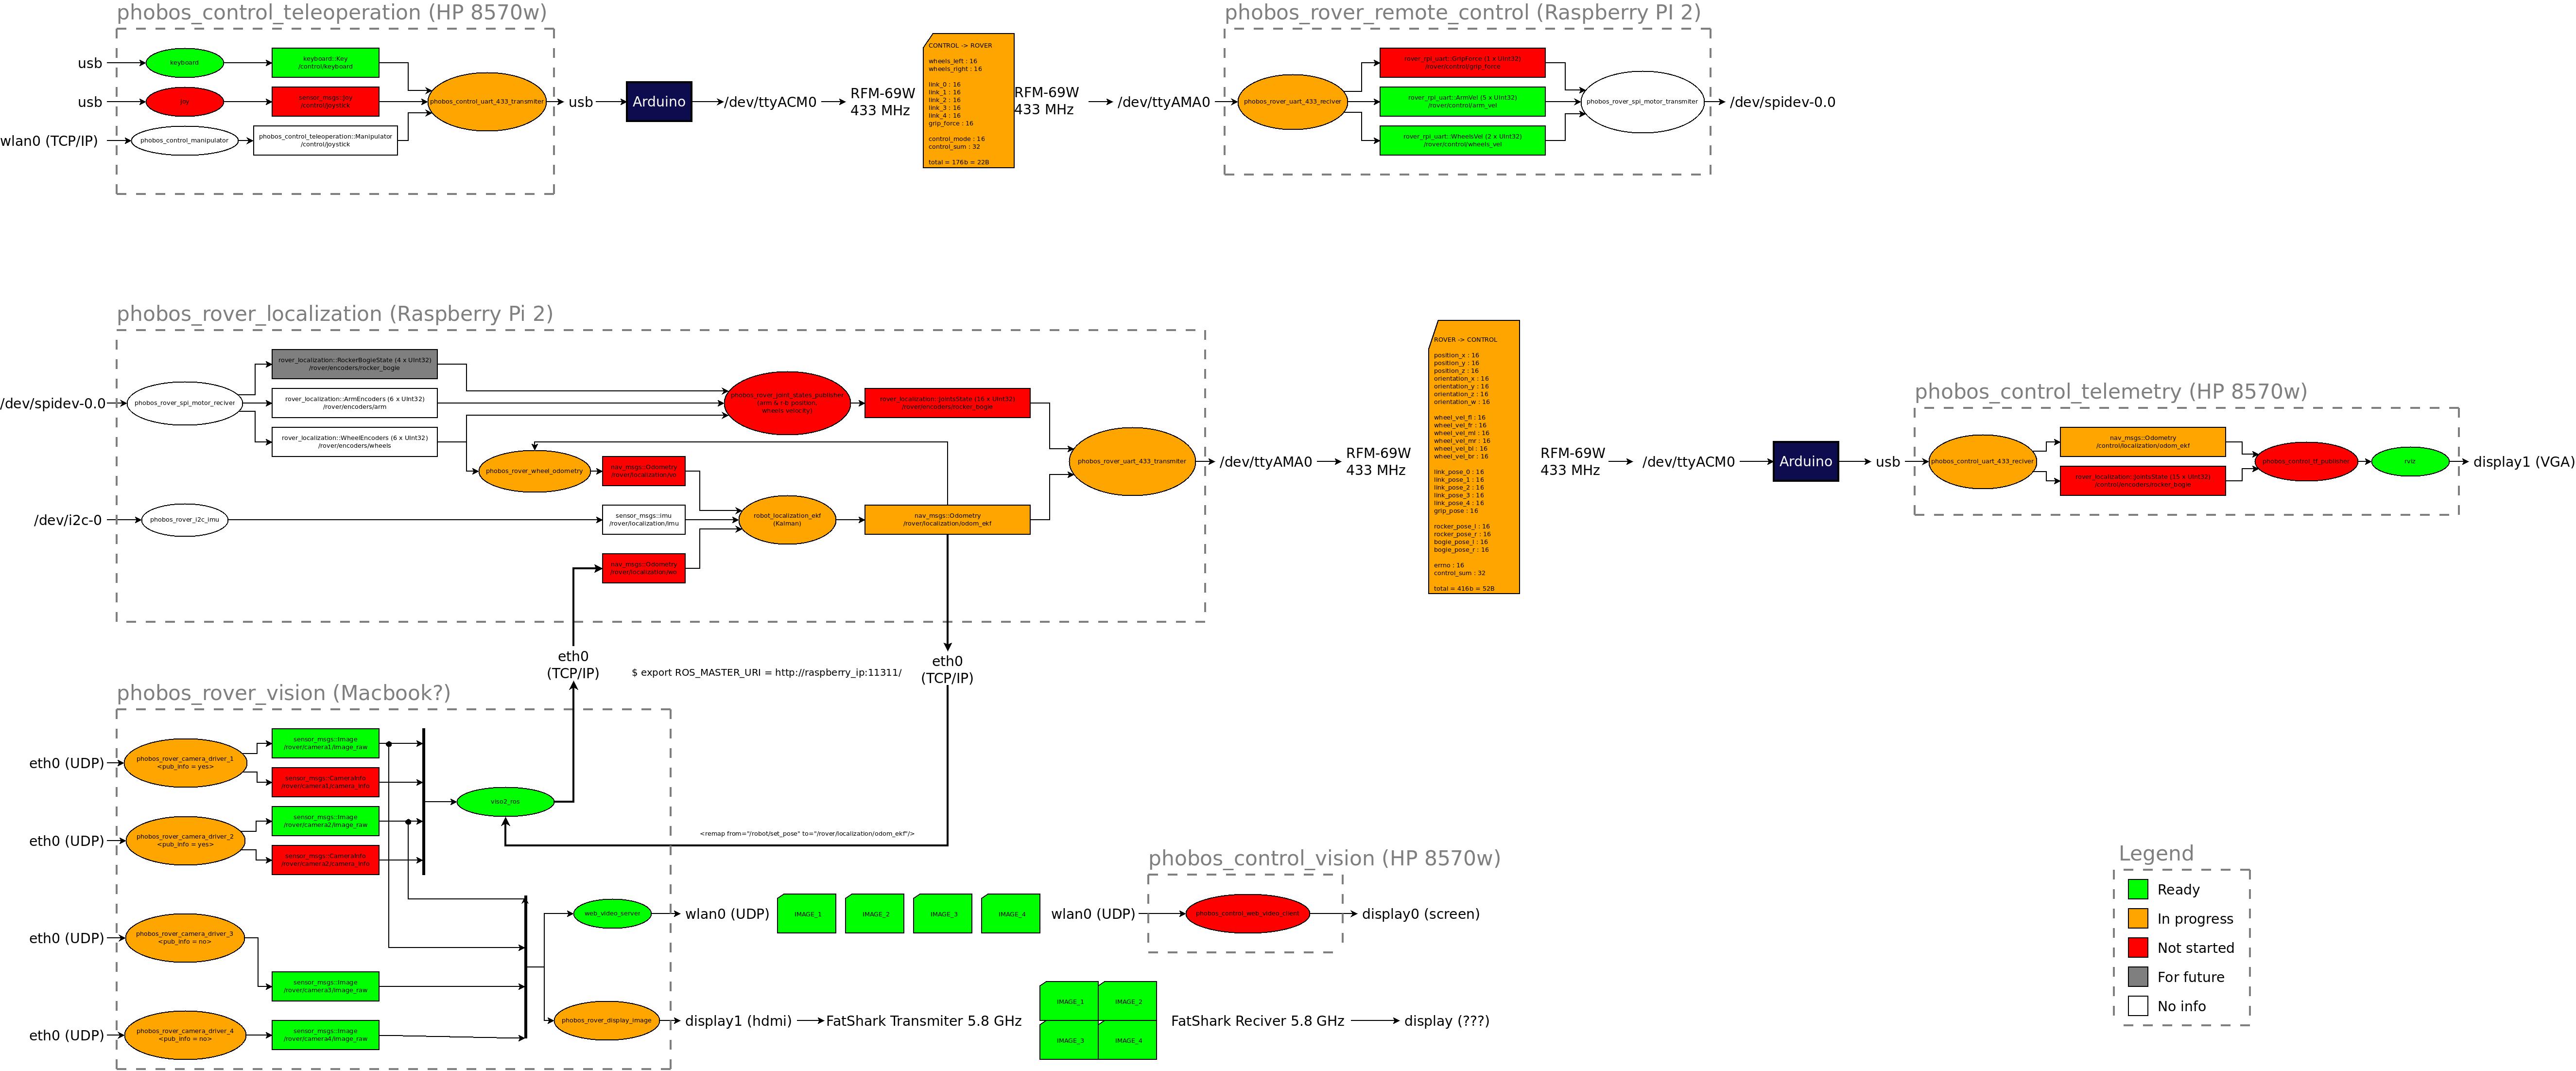 phobos_control_teleoperation (HP 8570w)
usb
keyboard
keyboard::Key
/control/keyboard
usb
joy
sensor_msgs::Joy
/control/joystick
wlan0 (TCP/IP)
phobos_control_manipulator
phobos_control_teleoperation::Manipulator
/control/joystick
phobos_control_uart_433_transmiter
usb
Arduino
/dev/ttyACM0
RFM-69W
433 MHz
CONTROL -> ROVER
wheels_left : 16
wheels_right : 16
link_0 : 16
link_1 : 16
link_2 : 16
link_3 : 16
link_4 : 16
grip_force : 16
control_mode : 16
control_sum : 32
total = 176b = 22B
RFM-69W
433 MHz
/dev/ttyAMA0
phobos_rover_remote_control (Raspberry PI 2)
phobos_rover_uart_433_reciver
rover_rpi_uart::GripForce (1 x UInt32)
/rover/control/grip_force
rover_rpi_uart::ArmVel (5 x UInt32)
/rover/control/arm_vel
rover_rpi_uart::WheelsVel (2 x UInt32)
/rover/control/wheels_vel
phobos_rover_spi_motor_transmiter
/dev/spidev-0.0
phobos_rover_localization (Raspberry Pi 2)
/dev/spidev-0.0
phobos_rover_spi_motor_reciver
rover_localization::RockerBogieState (4 x UInt32)
/rover/encoders/rocker_bogie
rover_localization::ArmEncoders (6 x UInt32)
/rover/encoders/arm
rover_localization::WheelEncoders (6 x UInt32)
/rover/encoders/wheels
phobos_rover_joint_states_publisher
(arm & r-b position,
wheels velocity)
rover_localization::JointsState (16 x UInt32)
/rover/encoders/rocker_bogie
phobos_rover_wheel_odometry
nav_msgs::Odometry
/rover/localization/wo
/dev/i2c-0
phobos_rover_i2c_imu
sensor_msgs::imu
/rover/localization/imu
nav_msgs::Odometry
/rover/localization/vo
robot_localization_ekf
(Kalman)
nav_msgs::Odometry
/rover/localization/odom_ekf
phobos_rover_uart_433_transmiter
/dev/ttyAMA0
RFM-69W
433 MHz
ROVER -> CONTROL
position_x : 16
position_y : 16
position_z : 16
orientation_x : 16
orientation_y : 16
orientation_z : 16
orientation_w : 16
wheel_vel_fl : 16
wheel_vel_fr : 16
wheel_vel_ml : 16
wheel_vel_mr : 16
wheel_vel_bl : 16
wheel_vel_br : 16
link_pose_0 : 16
link_pose_1 : 16
link_pose_2 : 16
link_pose_3 : 16
link_pose_4 : 16
grip_pose : 16
rocker_pose_l : 16
rocker_pose_r : 16
bogie_pose_l : 16
bogie_pose_r : 16
errno : 16
control_sum : 32
total = 416b = 52B
RFM-69W
433 MHz
/dev/ttyACM0
Arduino
usb
phobos_control_telemetry (HP 8570w)
phobos_control_uart_433_reciver
nav_msgs::Odometry
/control/localization/odom_ekf
rover_localization::JointsState (15 x UInt32)
/control/encoders/rocker_bogie
phobos_control_tf_publisher
rviz
display1 (VGA)
eth0
(TCP/IP)
$ export ROS_MASTER_URI = http://raspberry_ip:11311/
eth0
(TCP/IP)
phobos_rover_vision (Macbook?)
eth0 (UDP)
phobos_rover_camera_driver_1
<pub_info = yes>
sensor_msgs::Image
/rover/camera1/image_raw
sensor_msgs::CameraInfo
/rover/camera1/camera_info
eth0 (UDP)
phobos_rover_camera_driver_2
<pub_info = yes>
sensor_msgs::Image
/rover/camera2/image_raw
sensor_msgs::CameraInfo
/rover/camera2/camera_info
viso2_ros
<remap from="/robot/set_pose" to="/rover/localization/odom_ekf"/>
eth0 (UDP)
phobos_rover_camera_driver_3
<pub_info = no>
sensor_msgs::Image
/rover/camera3/image_raw
eth0 (UDP)
phobos_rover_camera_driver_4
<pub_info = no>
sensor_msgs::Image
/rover/camera4/image_raw
web_video_server
wlan0 (UDP)
IMAGE_1
IMAGE_2
IMAGE_3
IMAGE_4
wlan0 (UDP)
phobos_control_vision (HP 8570w)
phobos_control_web_video_client
display0 (screen)
phobos_rover_display_image
display1 (hdmi)
FatShark Transmiter 5.8 GHz
IMAGE_1
IMAGE_2
IMAGE_3
IMAGE_4
FatShark Reciver 5.8 GHz
display (???)
Legend
Ready
In progress
Not started
For future
No info